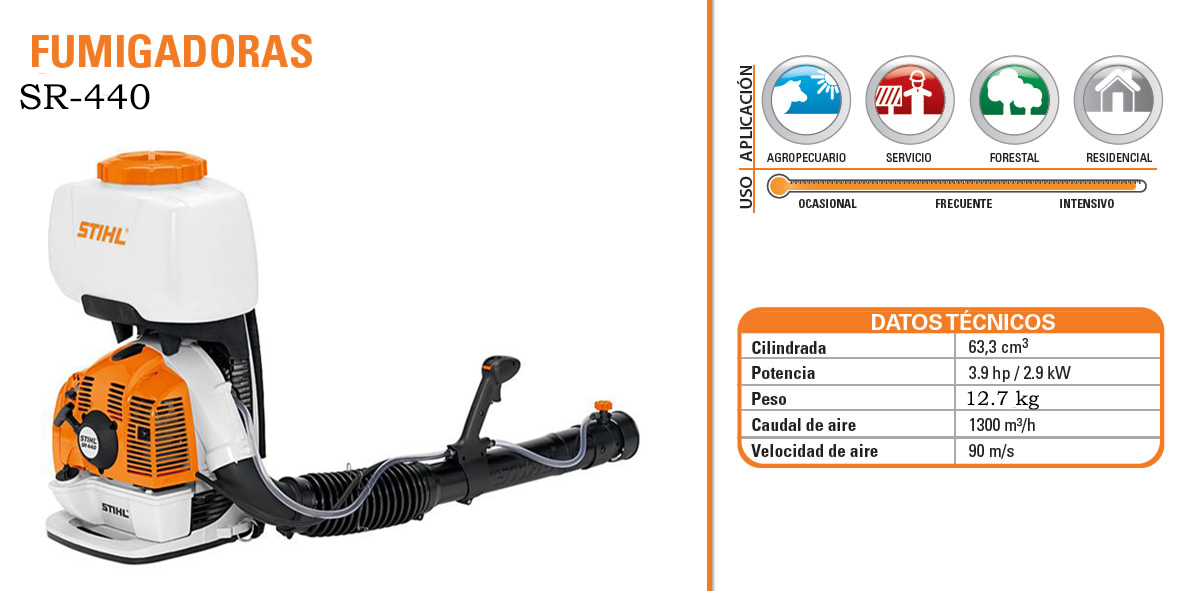 FUMIGADORAS
SR-440
STIHL®
STIHL
SR 440
STIHL
STIHL
APLICACIÓN
AGROPECUARIO SERVICIO FORESTAL RESIDENCIAL
USO
OCASIONAL FRECUENTE INTENSIVO
DATOS TÉCNICOS
Cilindrada 63,3 cm³
Potencia 3.9 hp / 2.9 kW
Peso 12.7 kg
Caudal de aire 1300 m³/h
Velocidad de aire 90 m/s